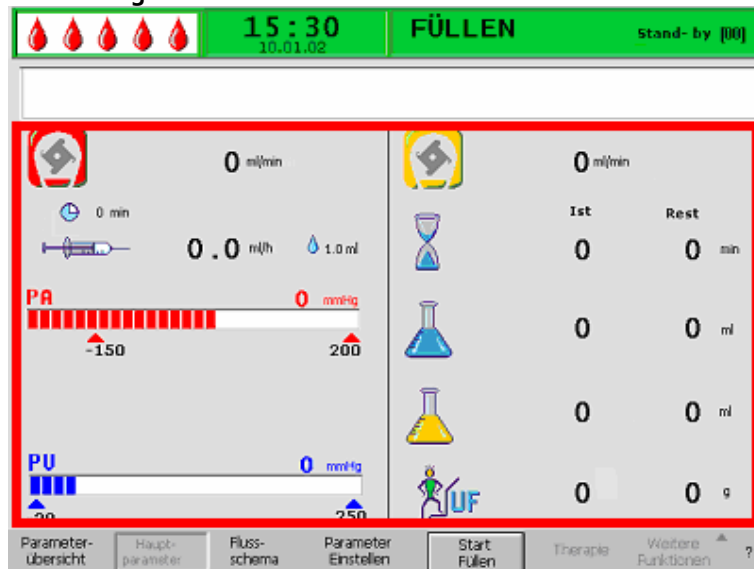 15:30
10.01.02
FÜLLEN
Stand- by [00]
0 ml/min
0 ml/min
0 min
0.0 ml/h
1.0 ml
Ist Rest
0 0 min
PA 0 mmHg
-150 200
0 0 ml
0 0 ml
PV 0 mmHg
20 250
UF 0 0 g
Parameter-
übersicht
Haupt-
parameter
Fluss-
schema
Parameter
Einstellen
Start
Füllen
Therapie
Weitere
Funktionen
?